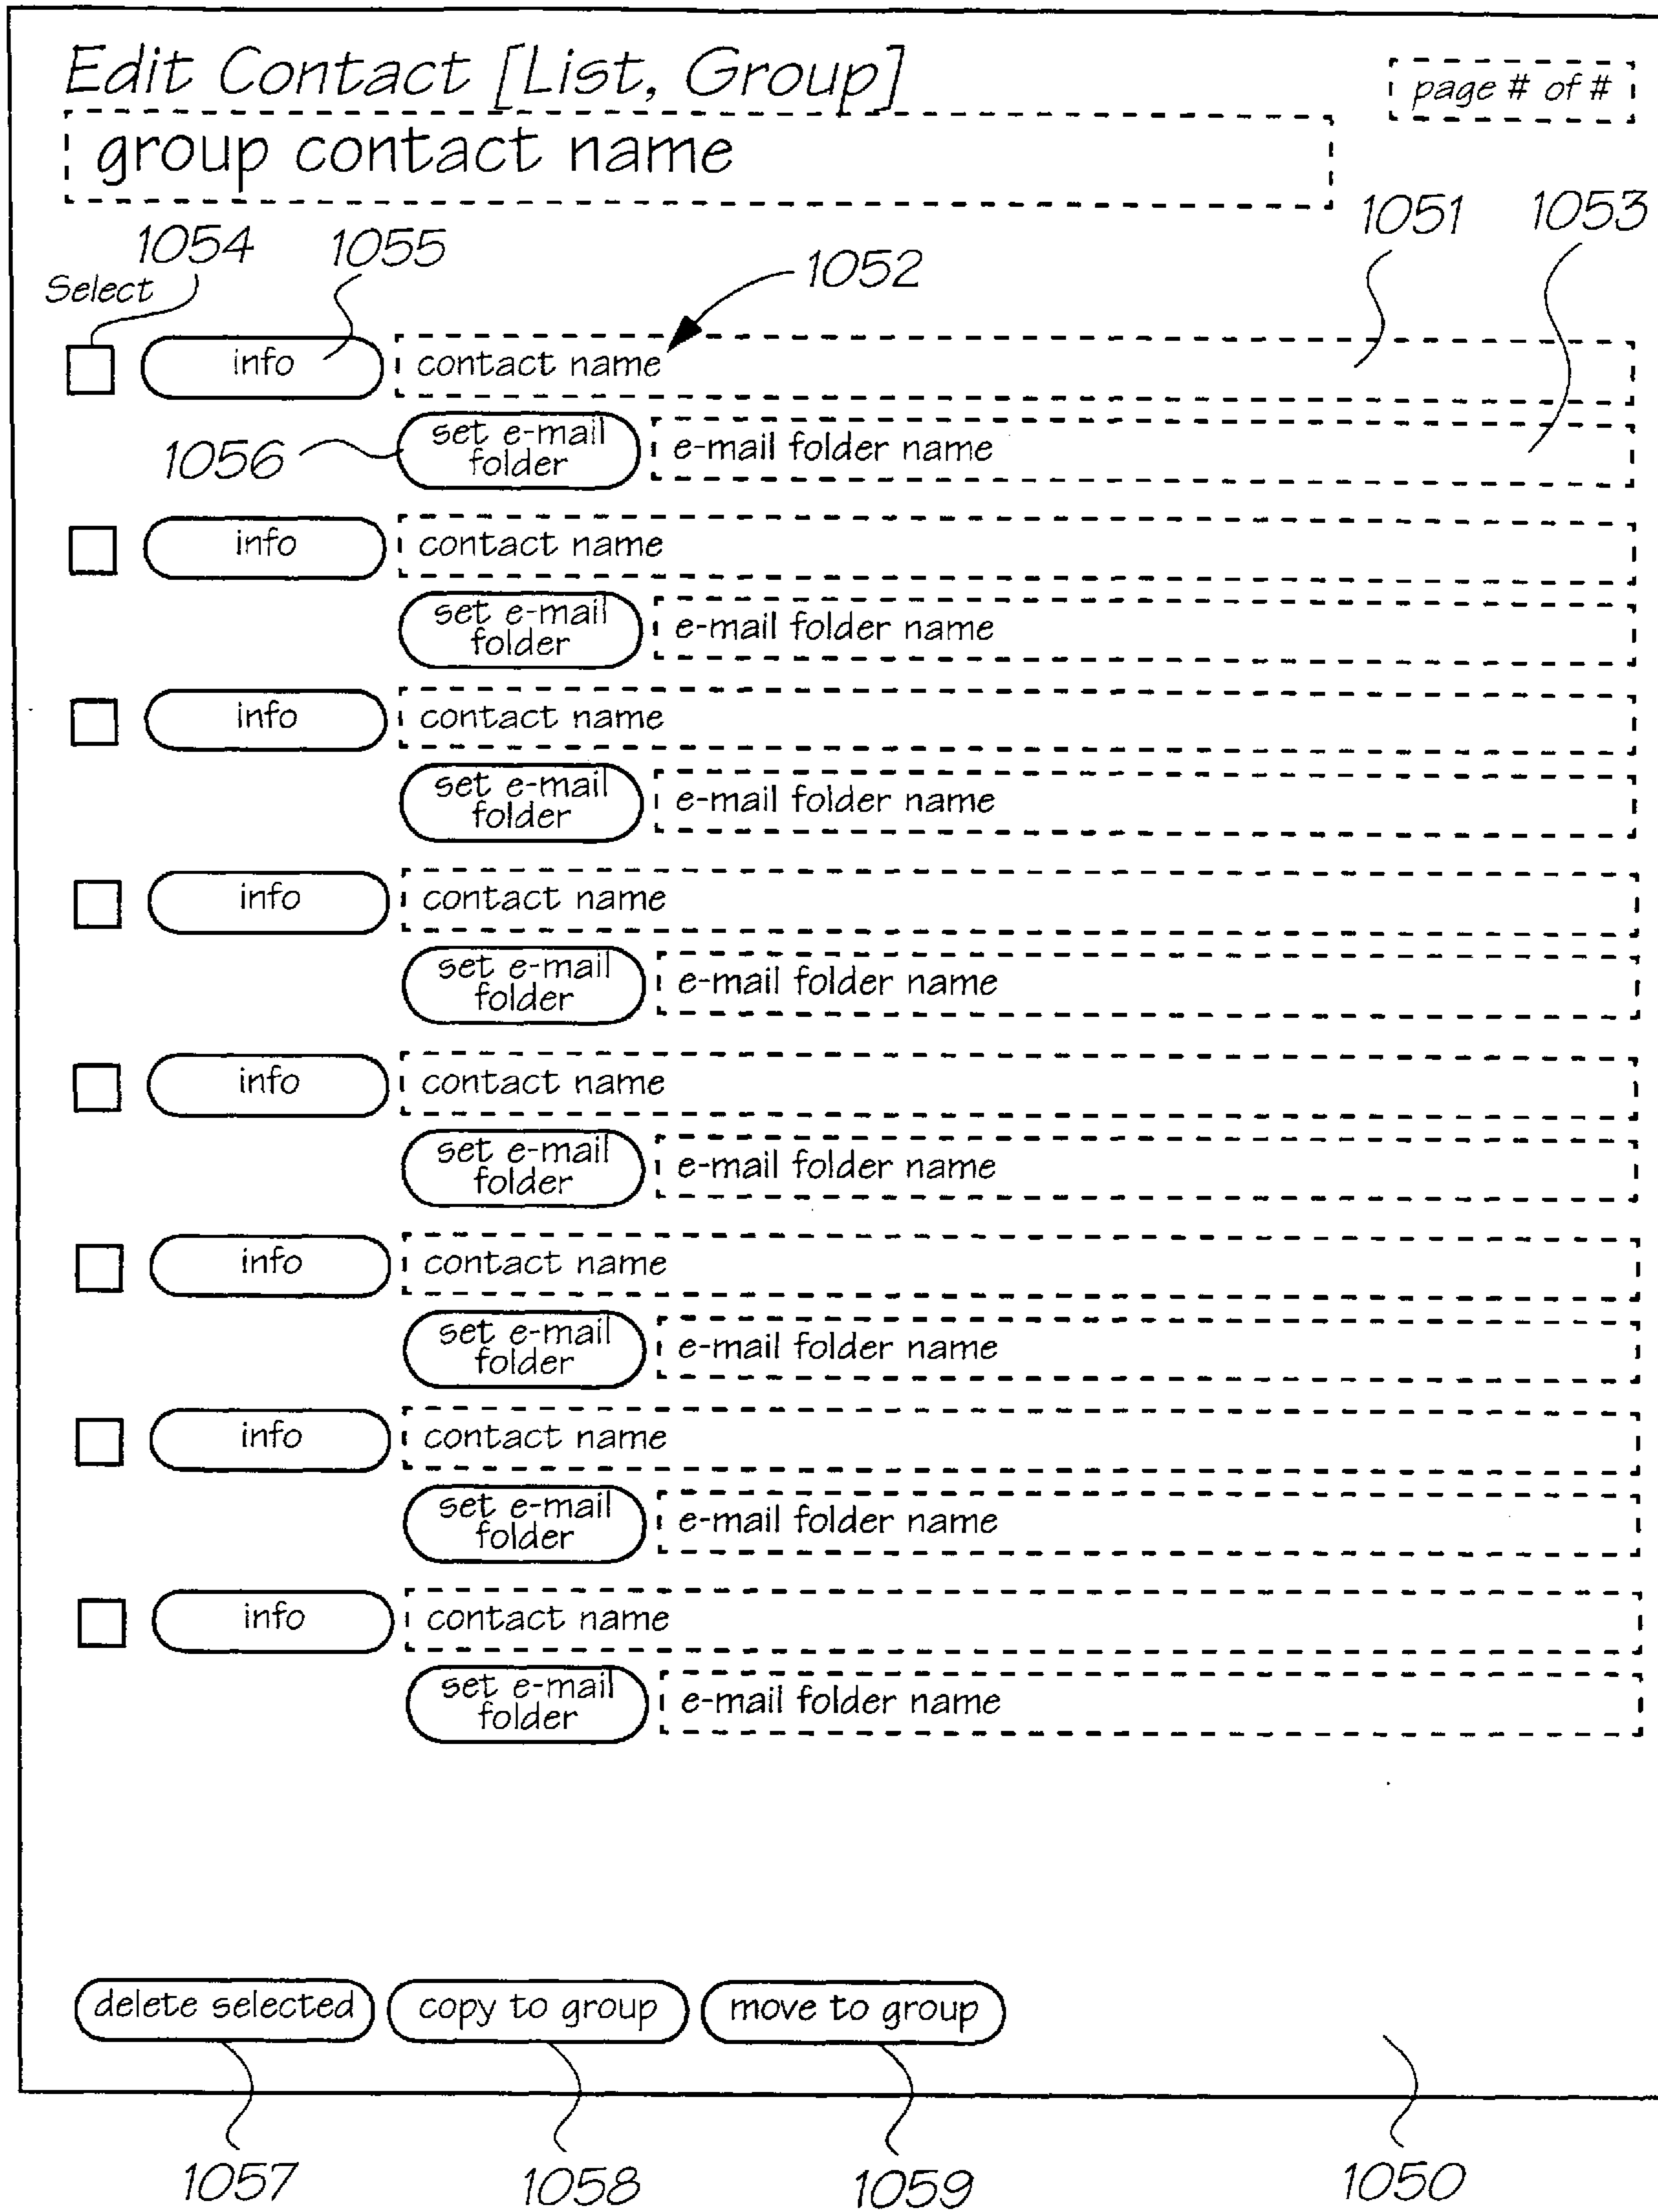 Edit Contact [List, Group]
page # of #
group contact name
1051 1053
1054 1055
1052
Select
info contact name
1056 set e-mail folder e-mail folder name
info contact name
set e-mail folder e-mail folder name
info contact name
set e-mail folder e-mail folder name
info contact name
set e-mail folder e-mail folder name
info contact name
set e-mail folder e-mail folder name
info contact name
set e-mail folder e-mail folder name
info contact name
set e-mail folder e-mail folder name
info contact name
set e-mail folder e-mail folder name
delete selected copy to group move to group
1057 1058 1059 1050